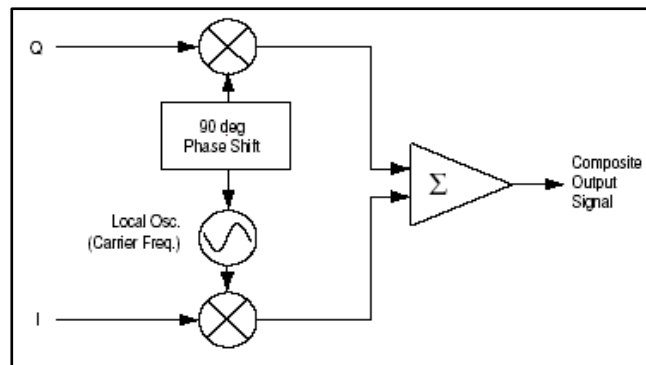 Q
90 deg
Phase Shift
Local Osc.
(Carrier Freq.)
Σ
Composite
Output
Signal
I